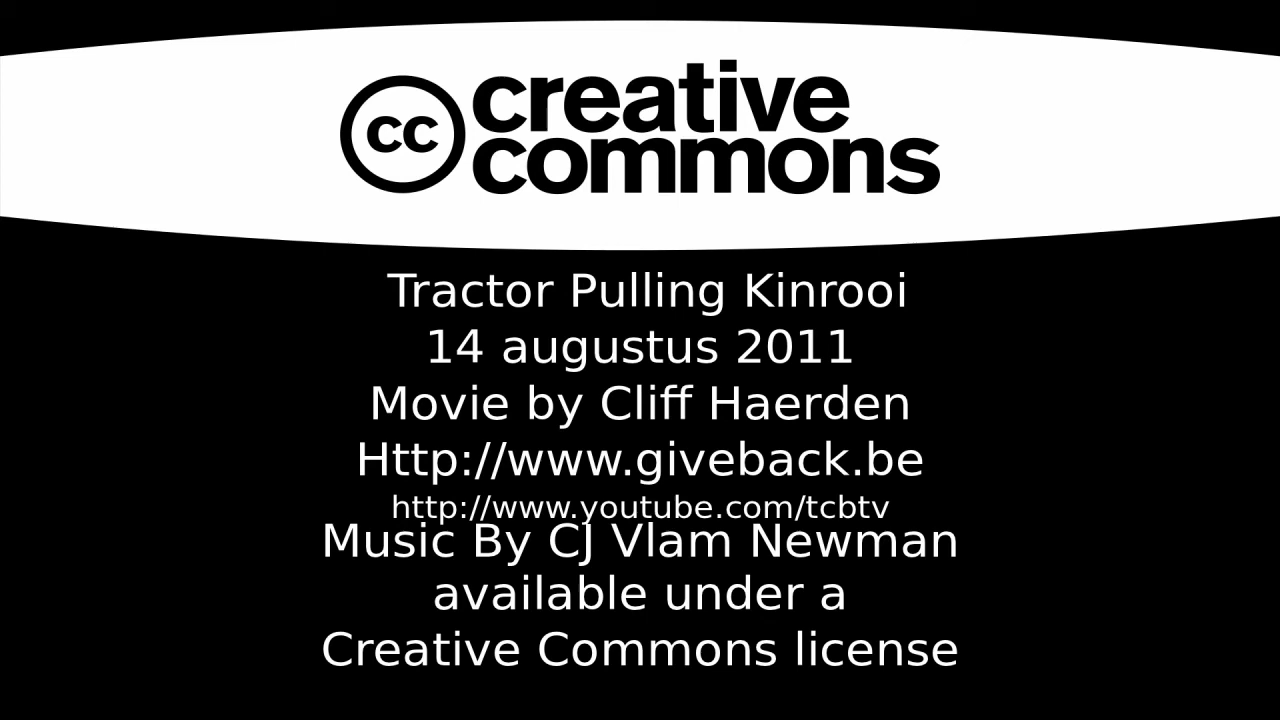 cc creative
commons
Tractor Pulling Kinrooi
14 augustus 2011
Movie by Cliff Haerden
Http://www.giveback.be
http://www.youtube.com/tcbtv
Music By CJ Vlam Newman
available under a
Creative Commons license